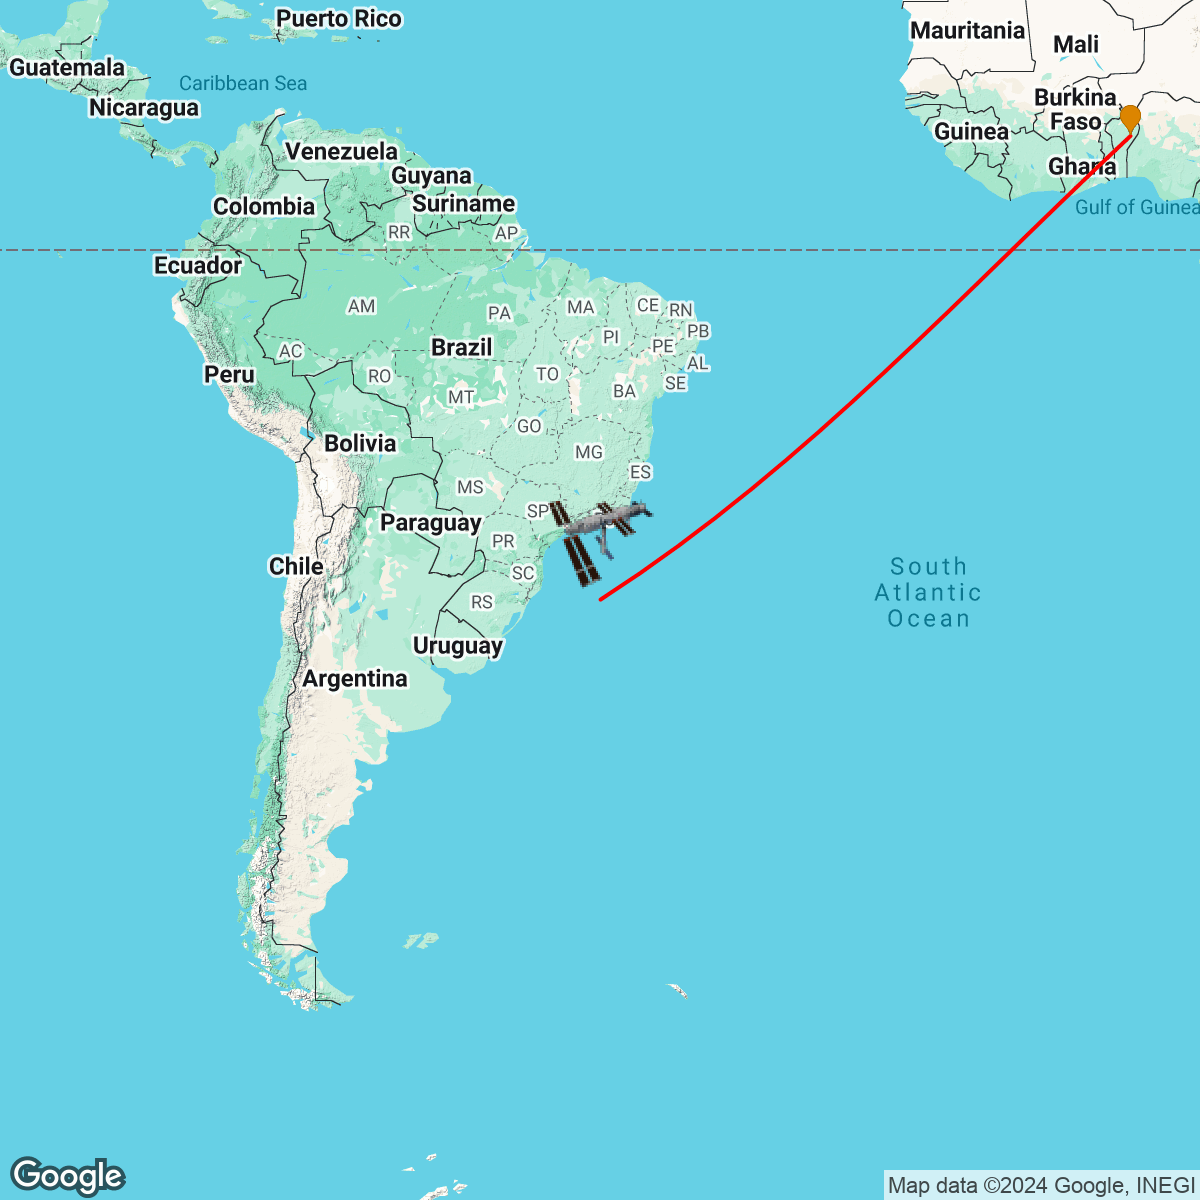 Puerto Rico
Mauritania
Mali
Guatemala
Caribbean Sea
Nicaragua
Burkina
Faso
Guinea
Venezuela
Ghana
Guyana
Suriname
Colombia
Gulf of Guinea
RR
AP
Ecuador
AM
PA
MA
CE
RN
PI
PB
PE
Brazil
AC
AL
Peru
RO
TO
SE
MT
BA
GO
Bolivia
MG
ES
MS
SP
Paraguay
PR
Chile
SC
South
Atlantic
Ocean
RS
Uruguay
Argentina
Google
Map data ©2024 Google, INEGI